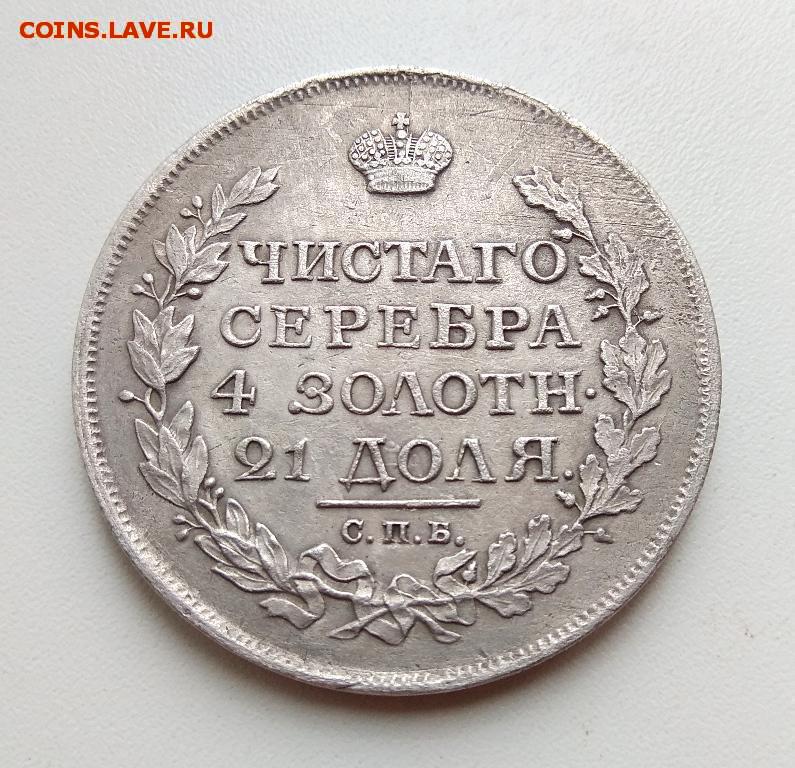 COINS.LAVE.RU
ЧИСТАГО
СЕРЕБРА
4 ЗОЛОТН.
21 ДОЛЯ.
С.П.Б.